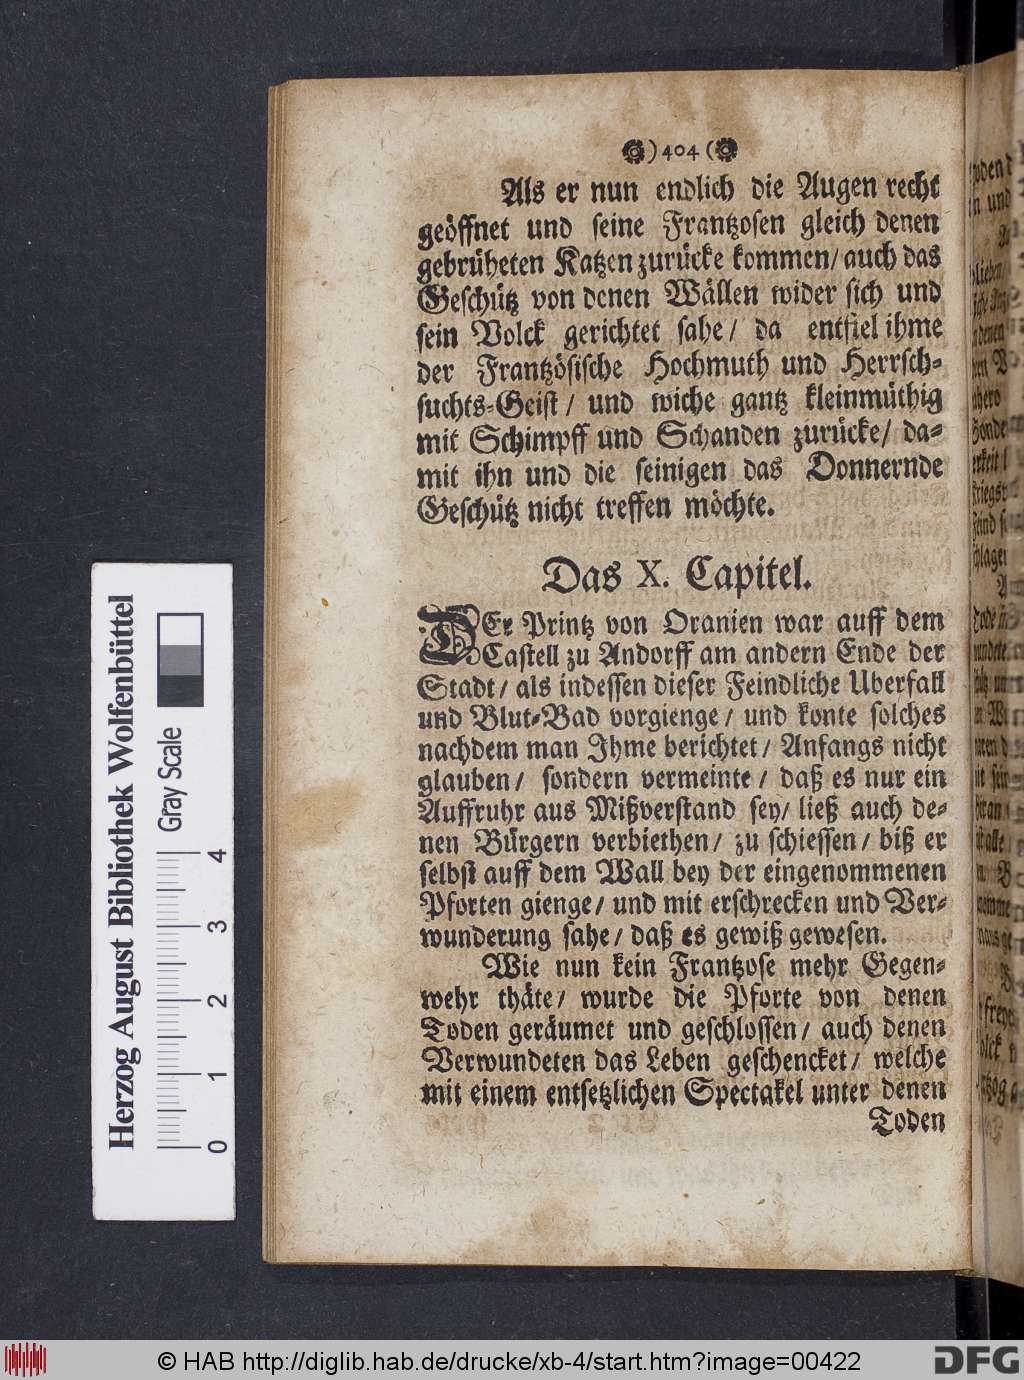 )404(
Als er nun endlich die Augen recht
geöffnet und seine Frantzosen gleich denen
gebrüheten Katzen zurücke kommen/ auch das
Geschütz von denen Wällen wider sich und
sein Volck gerichtet sahe/ da entfiel ihme
der Frantzösische Hochmuth und Herrsch-
suchts-Geist/ und wiche gantz kleinmüthig
mit Schimpff und Schanden zurücke/ da-
mit ihn und die seinigen das Donnernde
Geschütz nicht treffen möchte.
Das X. Capitel.
DEr Printz von Oranien war auff dem
Castell zu Andorff am andern Ende der
Stadt/ als indessen dieser Feindliche Uberfall
und Blut-Bad vorgienge/ und konte solches
nachdem man Ihme berichtet/ Anfangs nicht
glauben/ sondern vermeinte/ daß es nur ein
Auffruhr aus Mißverstand sey/ ließ auch de-
nen Bürgern verbiethen/ zu schiessen/ biß er
selbst auff dem Wall bey der eingenommenen
Pforten gienge/ und mit erschrecken und Ver-
wunderung sahe/ daß es gewiß gewesen.
Wie nun kein Frantzose mehr Gegen-
wehr thäte/ wurde die Pforte von denen
Toden geräumet und geschlossen/ auch denen
Verwundeten das Leben geschencket/ welche
mit einem entsetzlichen Spectakel unter denen
Toden
Herzog August Bibliothek Wolfenbüttel
Gray Scale
0 1 2 3 4
© HAB http://diglib.hab.de/drucke/xb-4/start.htm?image=00422
DFG